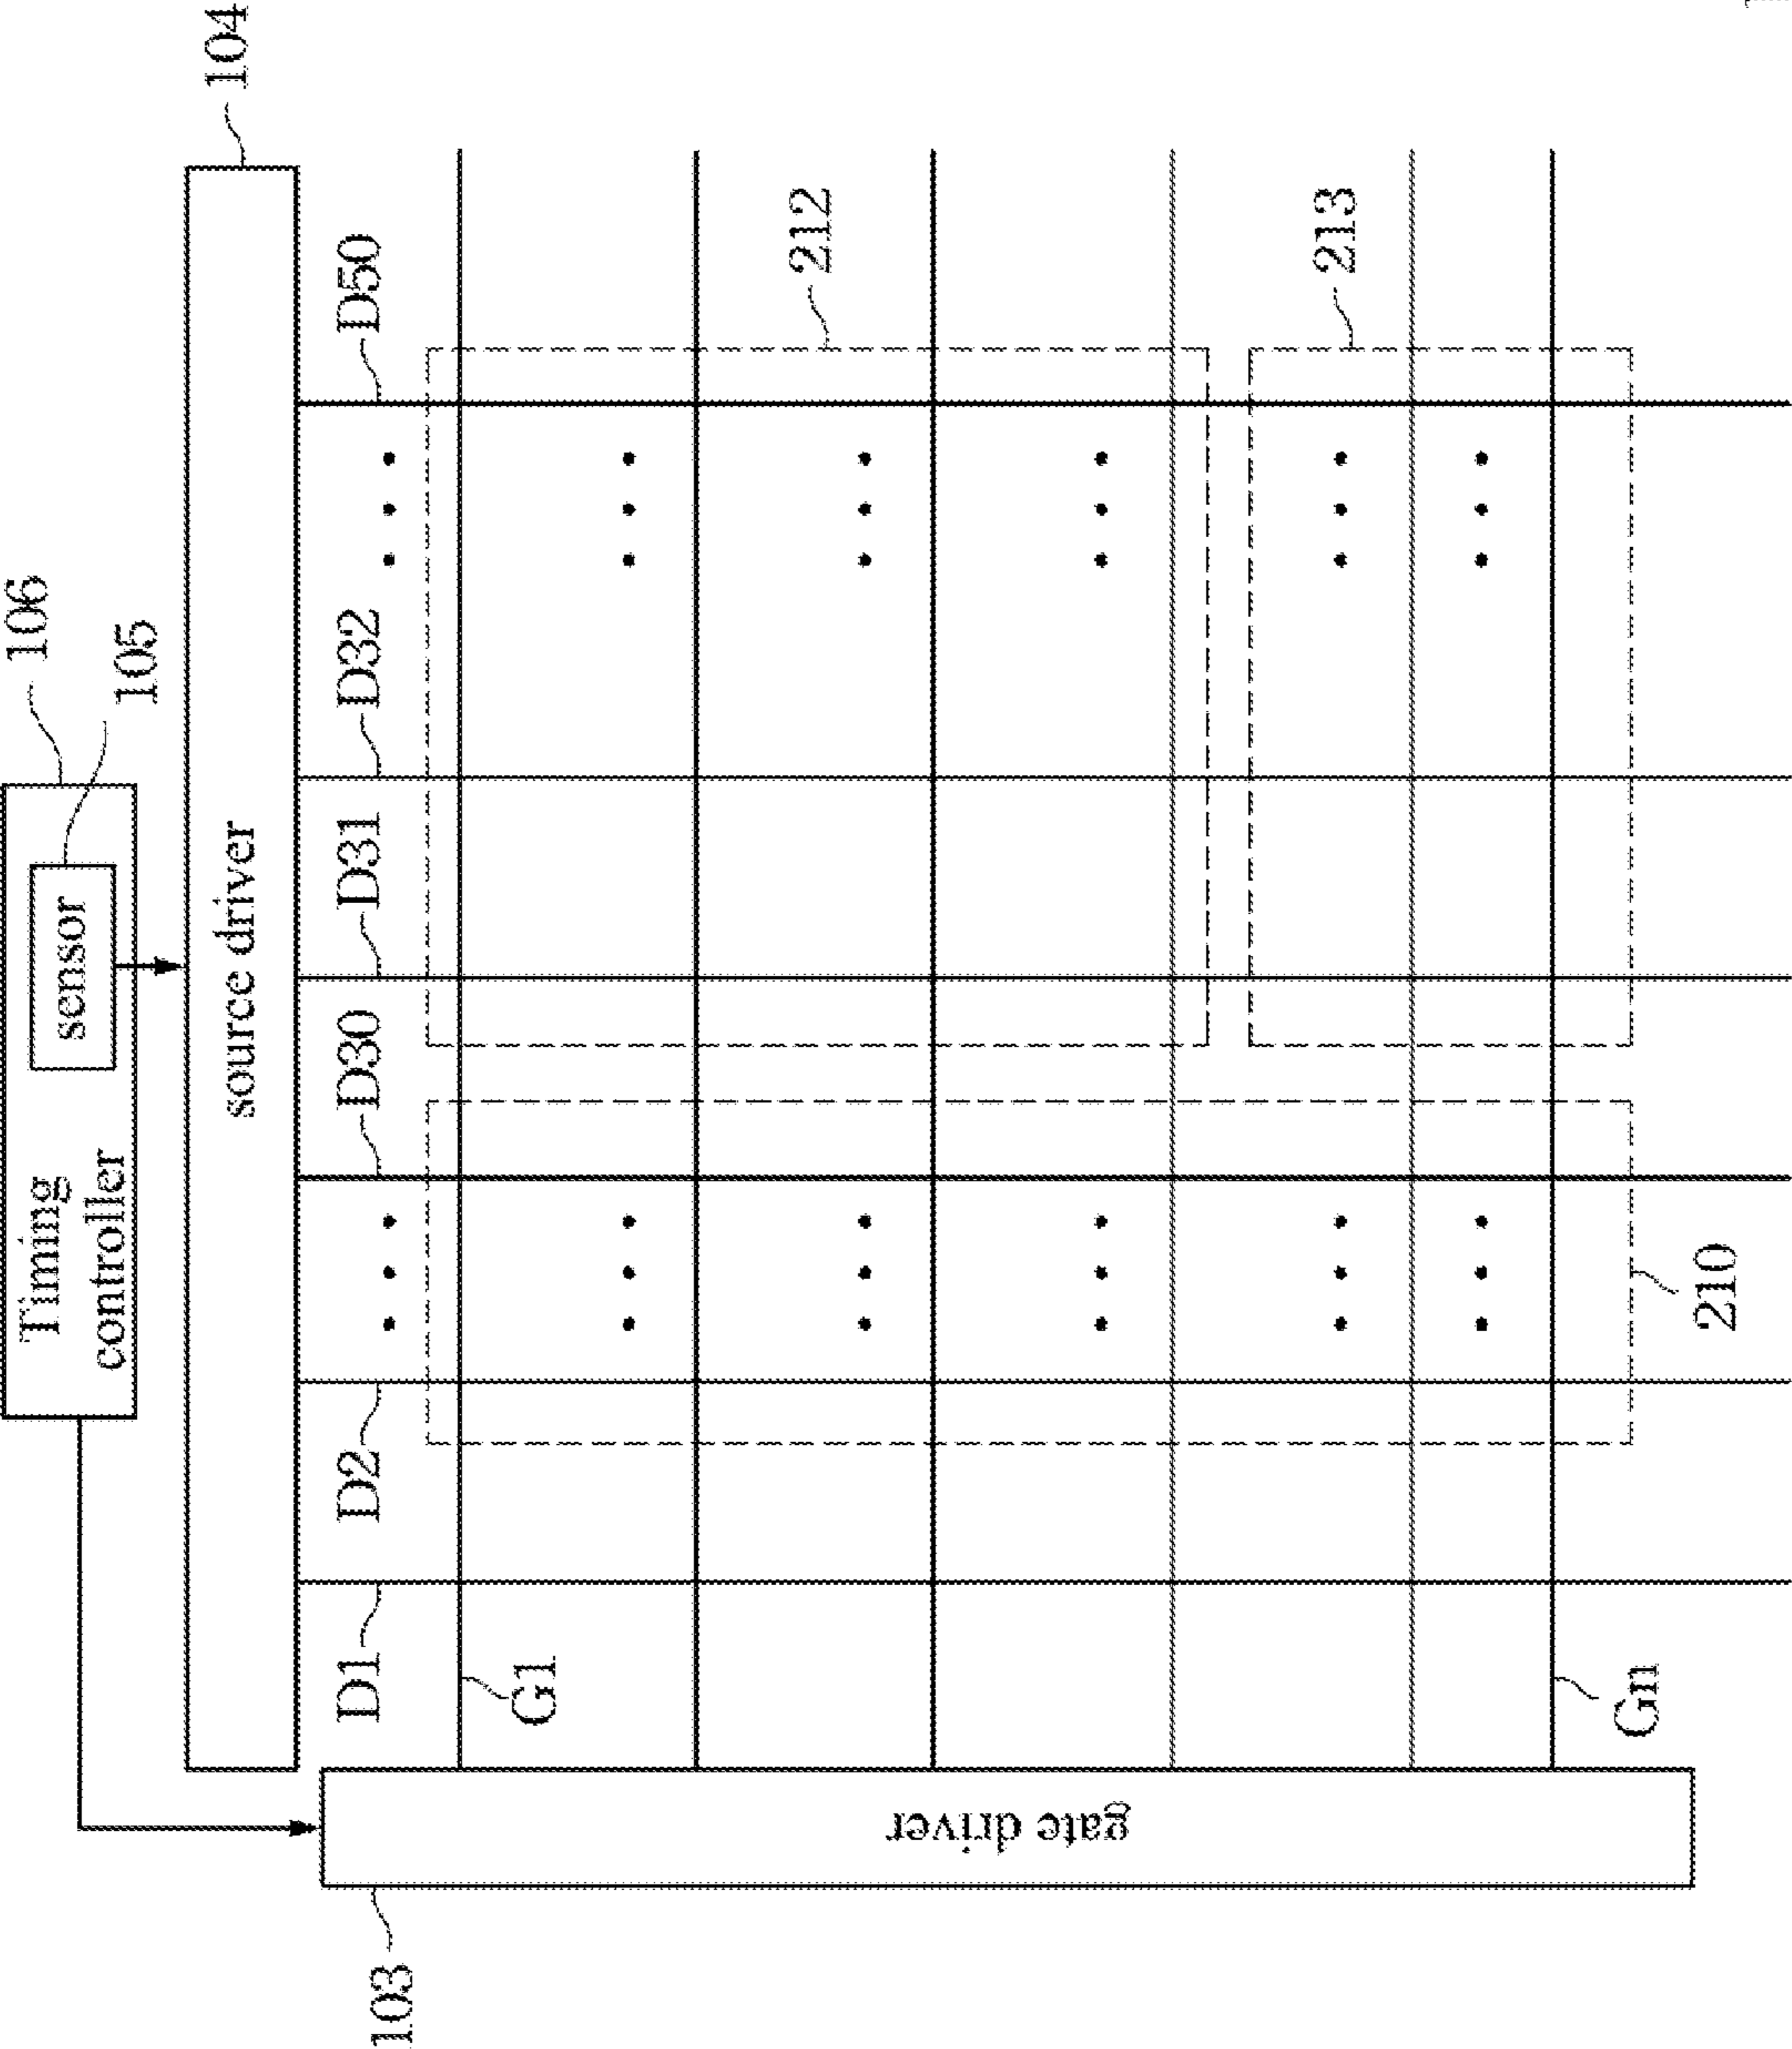 106
105
104
Timing
controller
sensor
source driver
D1
D2
D30
D31
D32
D50
G1
212
213
Gn
210
gate driver
103